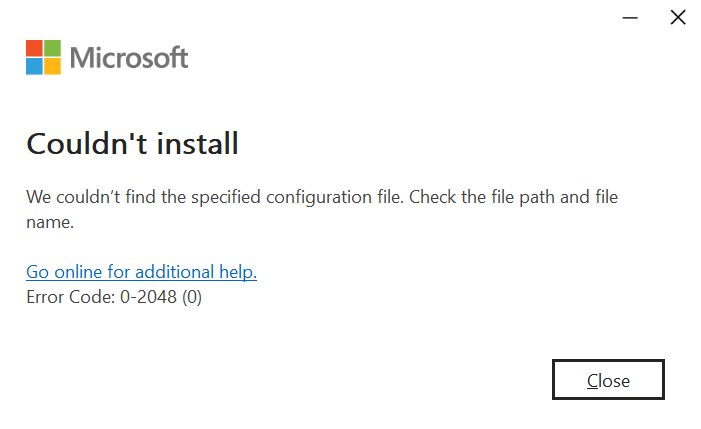 Microsoft
Couldn't install
We couldn’t find the specified configuration file. Check the file path and file
name.
Go online for additional help.
Error Code: 0-2048 (0)
Close